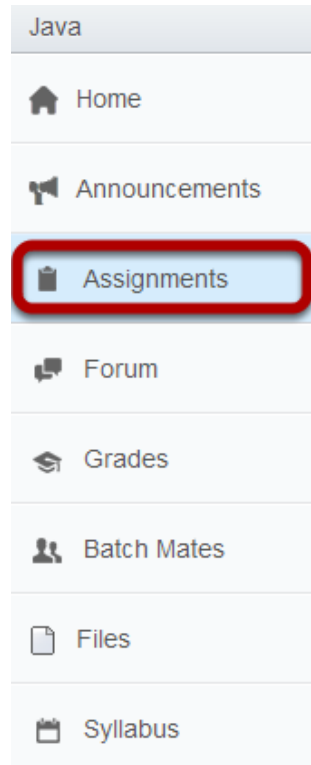 Java
Home
Announcements
Assignments
Forum
Grades
Batch Mates
Files
Syllabus